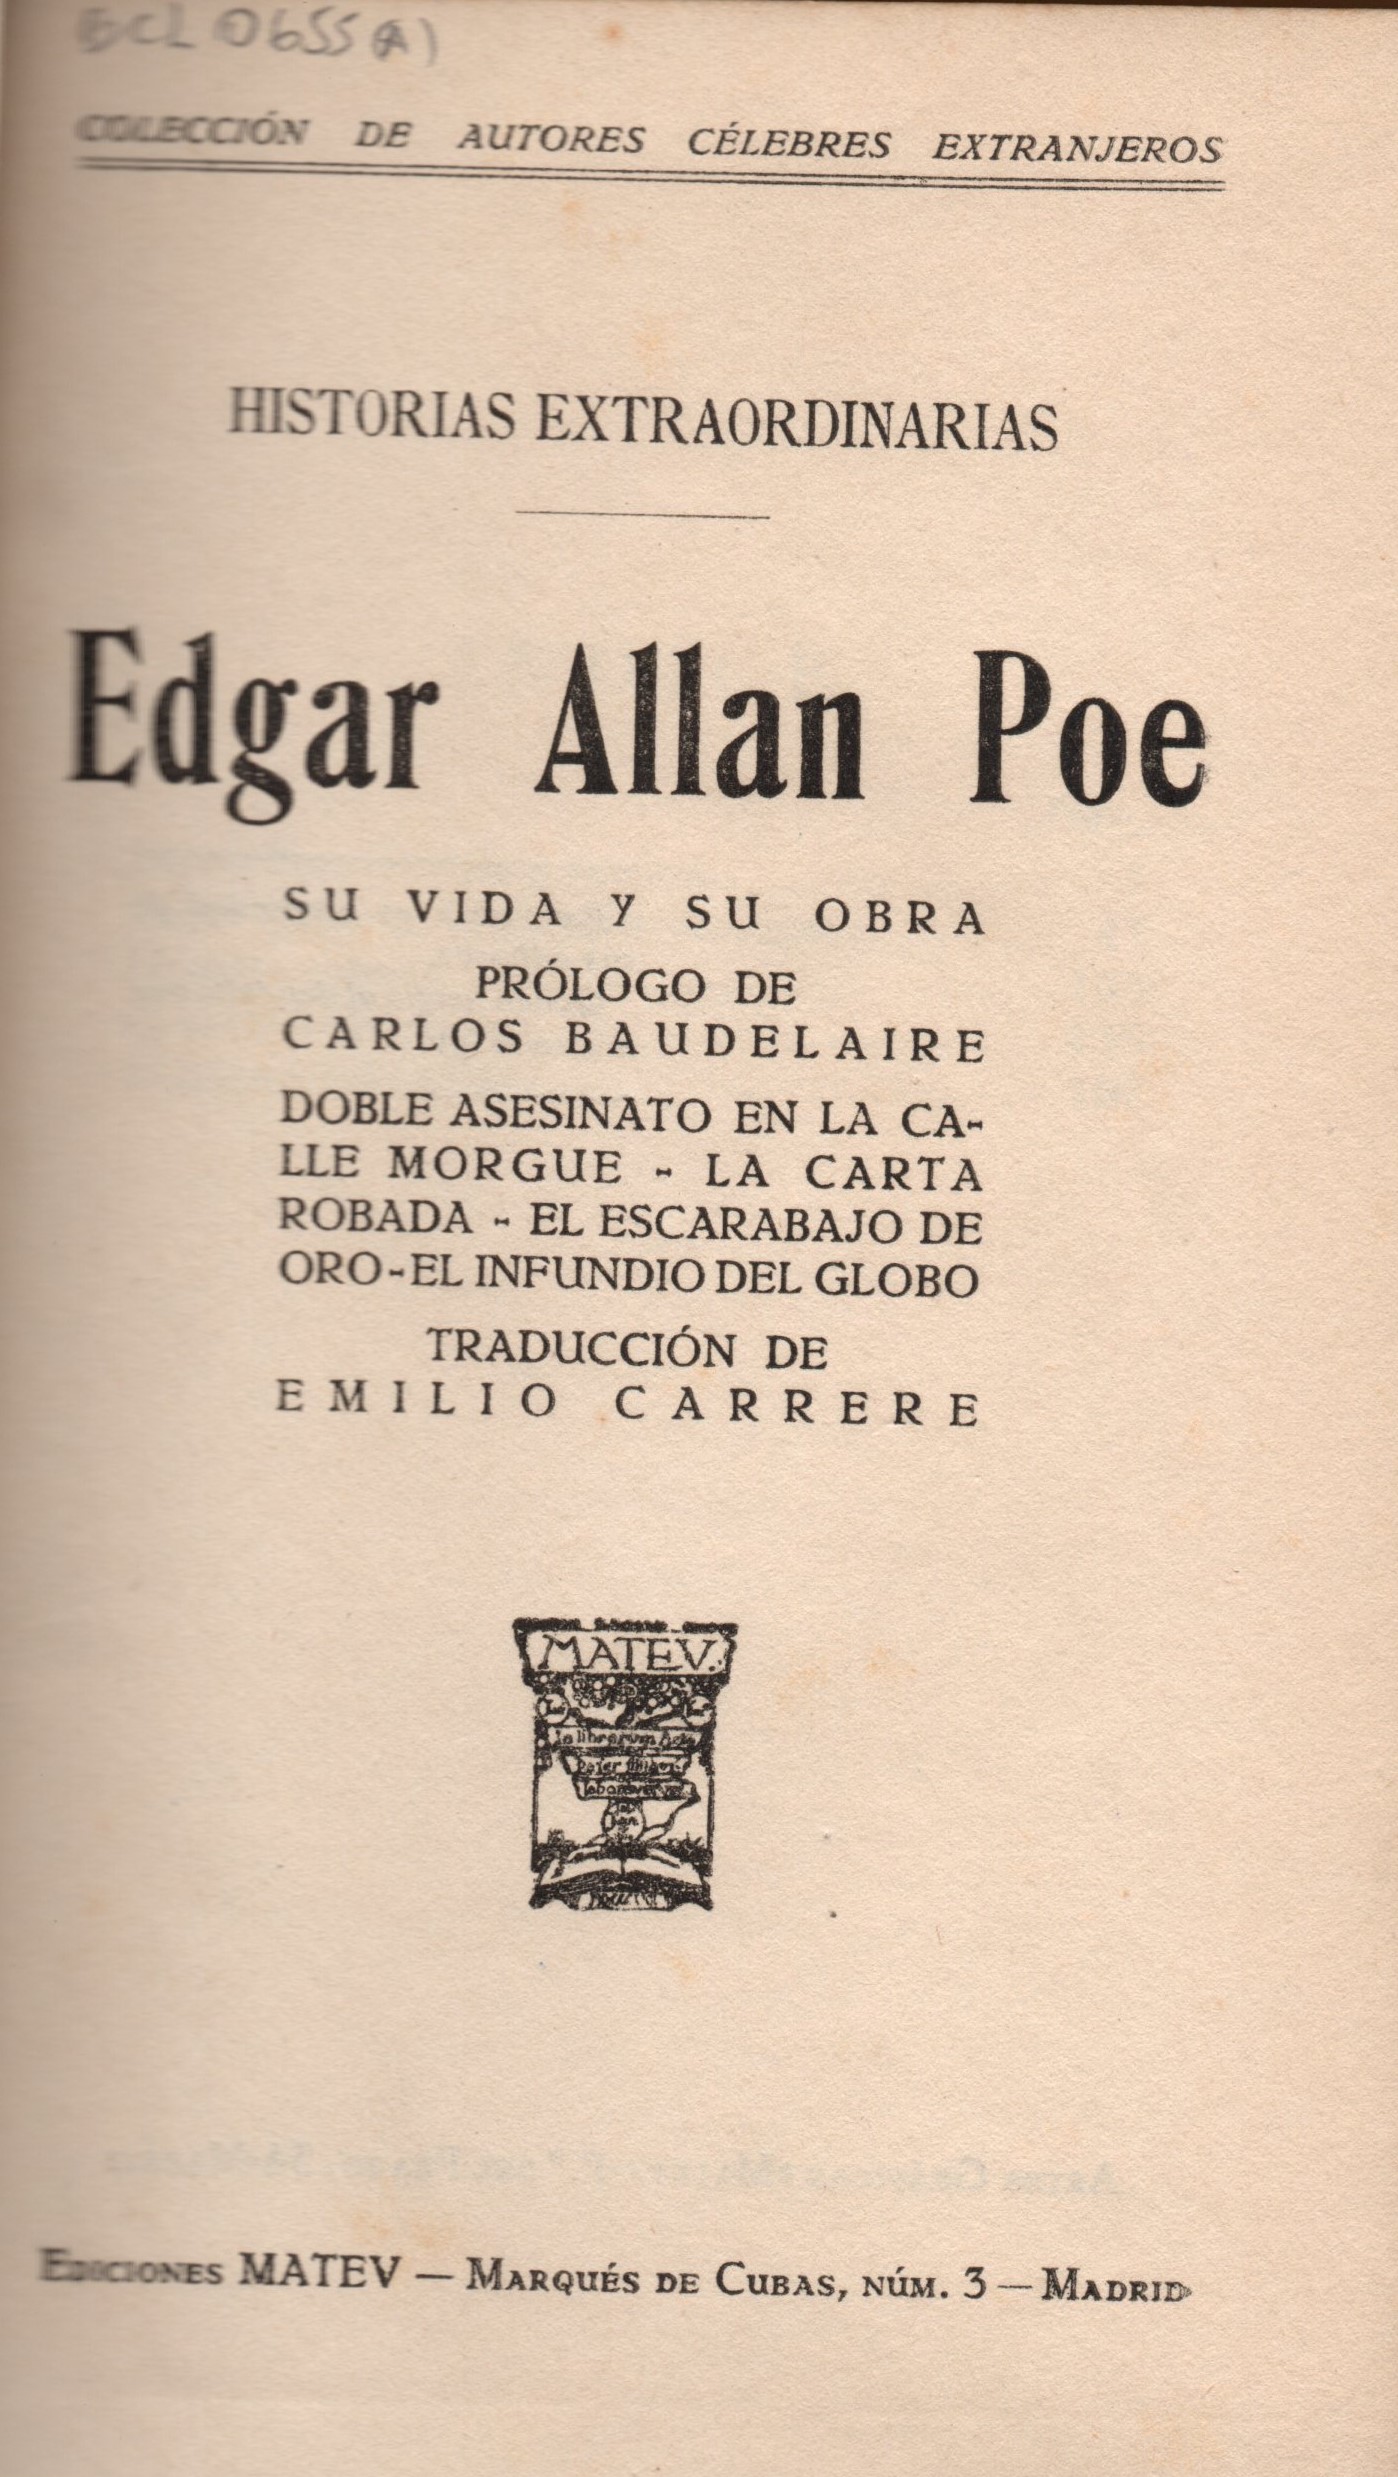 COLECCIÓN DE AUTORES CÉLEBRES EXTRANJEROS
HISTORIAS EXTRAORDINARIAS
Edgar Allan Poe
SU VIDA Y SU OBRA
PRÓLOGO DE
CARLOS BAUDELAIRE
DOBLE ASESINATO EN LA CA-
LLE MORGUE - LA CARTA
ROBADA - EL ESCARABAJO DE
ORO-EL INFUNDIO DEL GLOBO
TRADUCCIÓN DE
EMILIO CARRERE
MATEV.
In librorum
EDICIONES MATEV — MARQUÉS DE CUBAS, NÚM. 3 — MADRID